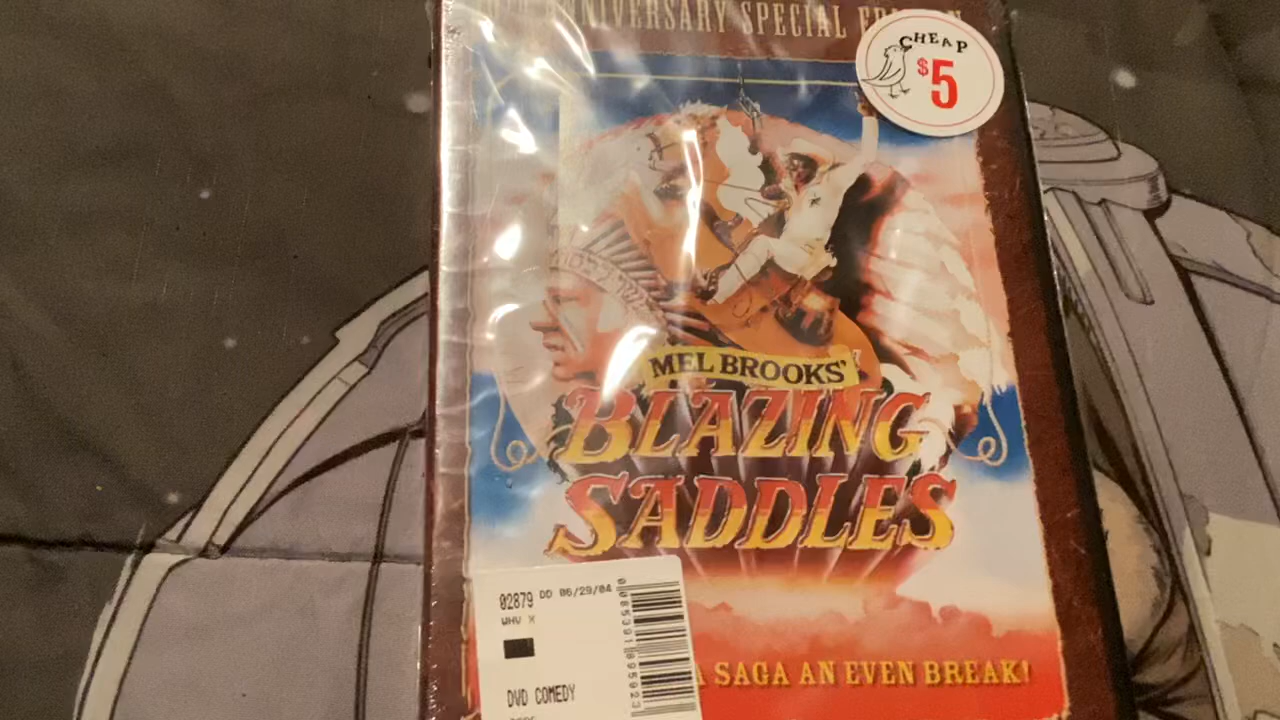 ANNIVERSARY SPECIAL
CHEAP
$5
MEL BROOKS'
BLAZING
SADDLES
02879 DD 06/29/04
WHV
DVD COMEDY
A SAGA AN EVEN BREAK!